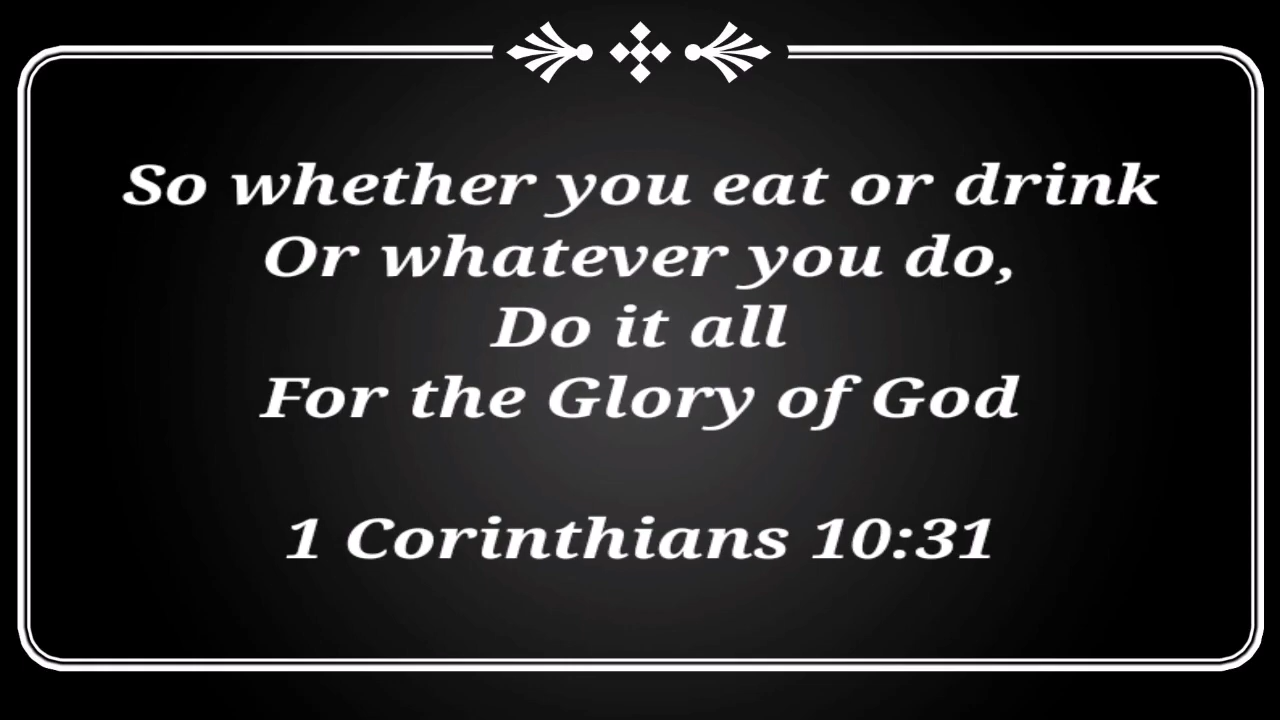 So whether you eat or drink
Or whatever you do,
Do it all
For the Glory of God
1 Corinthians 10:31